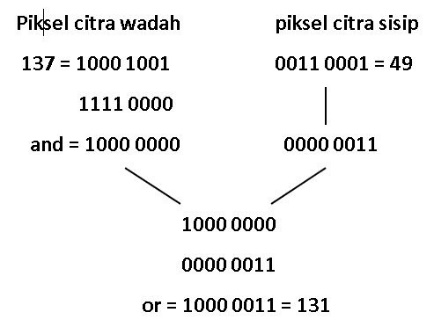 Piksel citra wadah piksel citra sisip
137 = 1000 1001 0011 0001 = 49
1111 0000
and = 1000 0000 0000 0011
1000 0000
0000 0011
or = 1000 0011 = 131